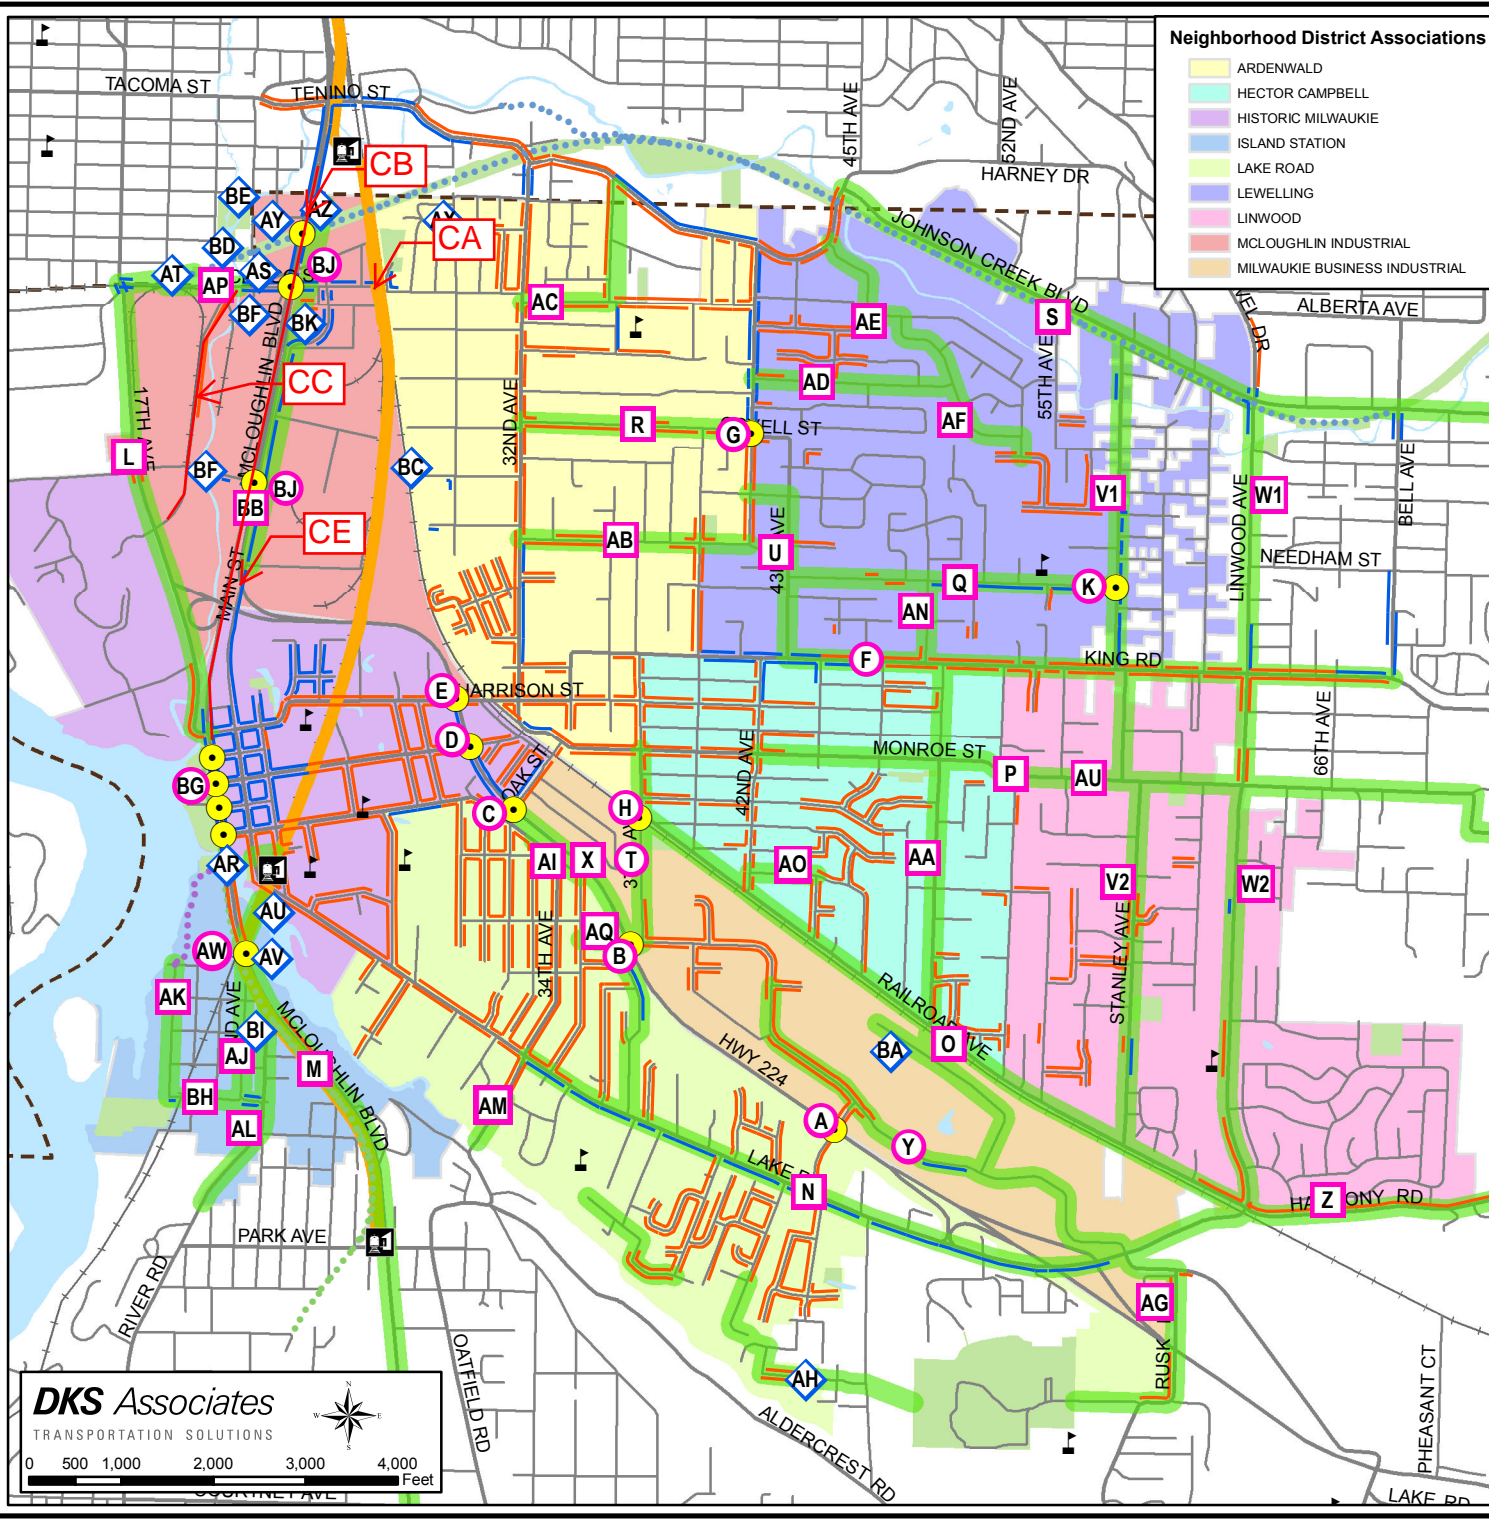 Neighborhood District Associations
ARDENWALD
HECTOR CAMPBELL
HISTORIC MILWAUKIE
ISLAND STATION
LAKE ROAD
LEWELLING
LINWOOD
MCLOUGHLIN INDUSTRIAL
MILWAUKIE BUSINESS INDUSTRIAL
TACOMA ST
TENINO ST
45TH AVE
52ND AVE
HARNEY DR
JOHNSON CREEK BLVD
ALBERTA AVE
CB
CA
BE
AY
AZ
BD
AT
AP
AS
BJ
BF
BK
AC
AE
S
55TH AVE
CC
MCLOUGHLIN BLVD
17TH AVE
AD
R
G
AF
32ND AVE
L
BF
BC
BJ
BB
V1
LINWOOD AVE
W1
BELL AVE
CE
MAIN ST
AB
U
NEEDHAM ST
Q
K
AN
F
KING RD
E
HARRISON ST
D
OAK ST
MONROE ST
P
AU
66TH AVE
42ND AVE
BG
C
H
AI
X
T
AO
AA
V2
W2
AR
AU
AW
AV
AQ
B
34TH AVE
STANLEY AVE
AK
BI
AJ
M
MCLOUGHLIN BLVD
BH
AL
AM
HWY 224
RAILROAD AVE
BA
O
A
Y
N
Z
HARMONY RD
PARK AVE
RIVER RD
OATFIELD RD
AG
RUSK
AH
ALDERCREST RD
PHEASANT CT
LAKE RD
DKS Associates
TRANSPORTATION SOLUTIONS
N
W E
S
0 500 1,000 2,000 3,000 4,000
Feet